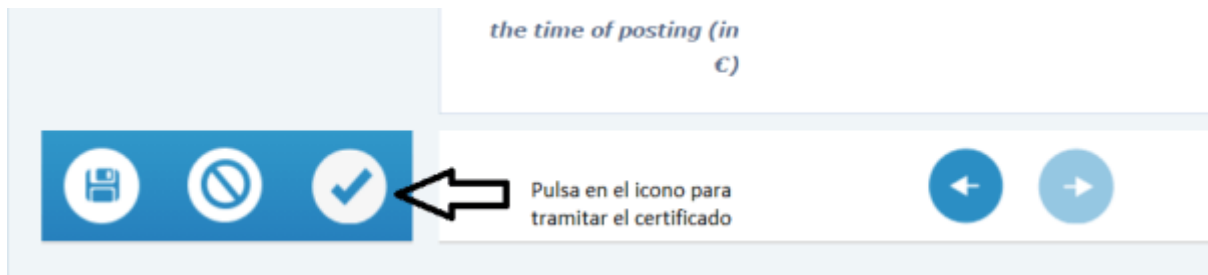 the time of posting (in
€)
Pulsa en el icono para
tramitar el certificado